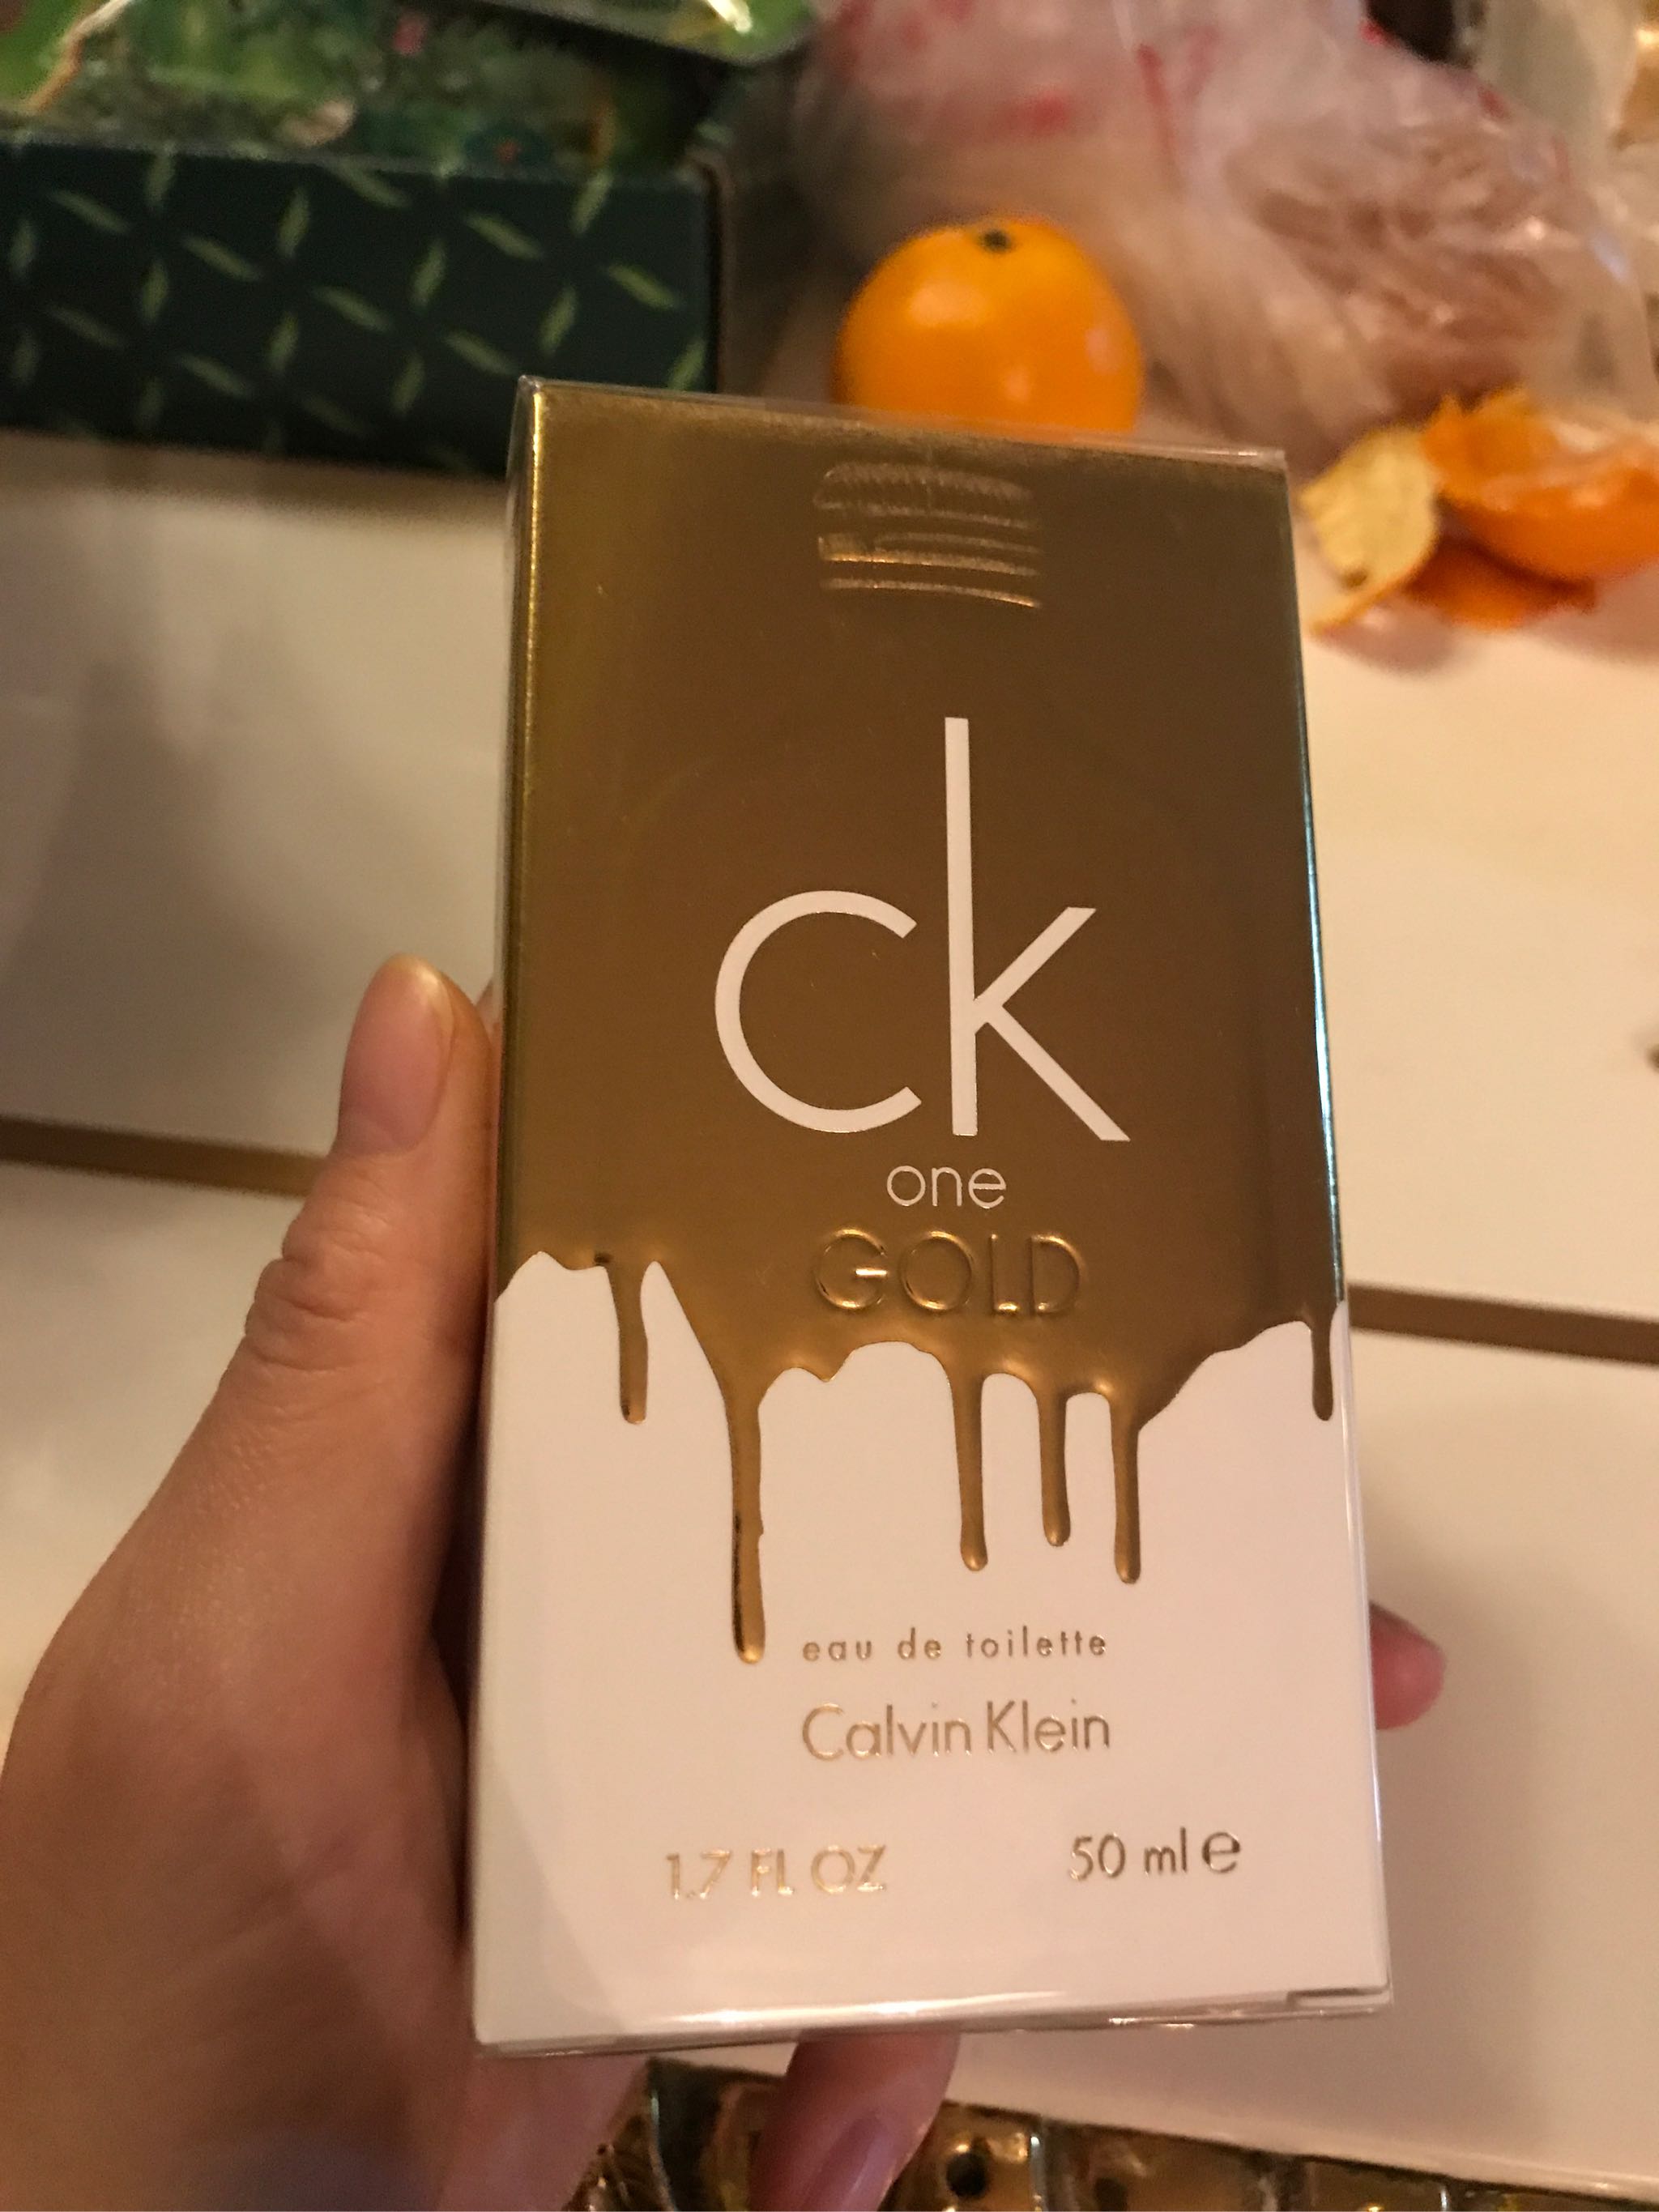 ck
one
GOLD
eau de toilette
Calvin Klein
1.7 FL OZ 50 ml e